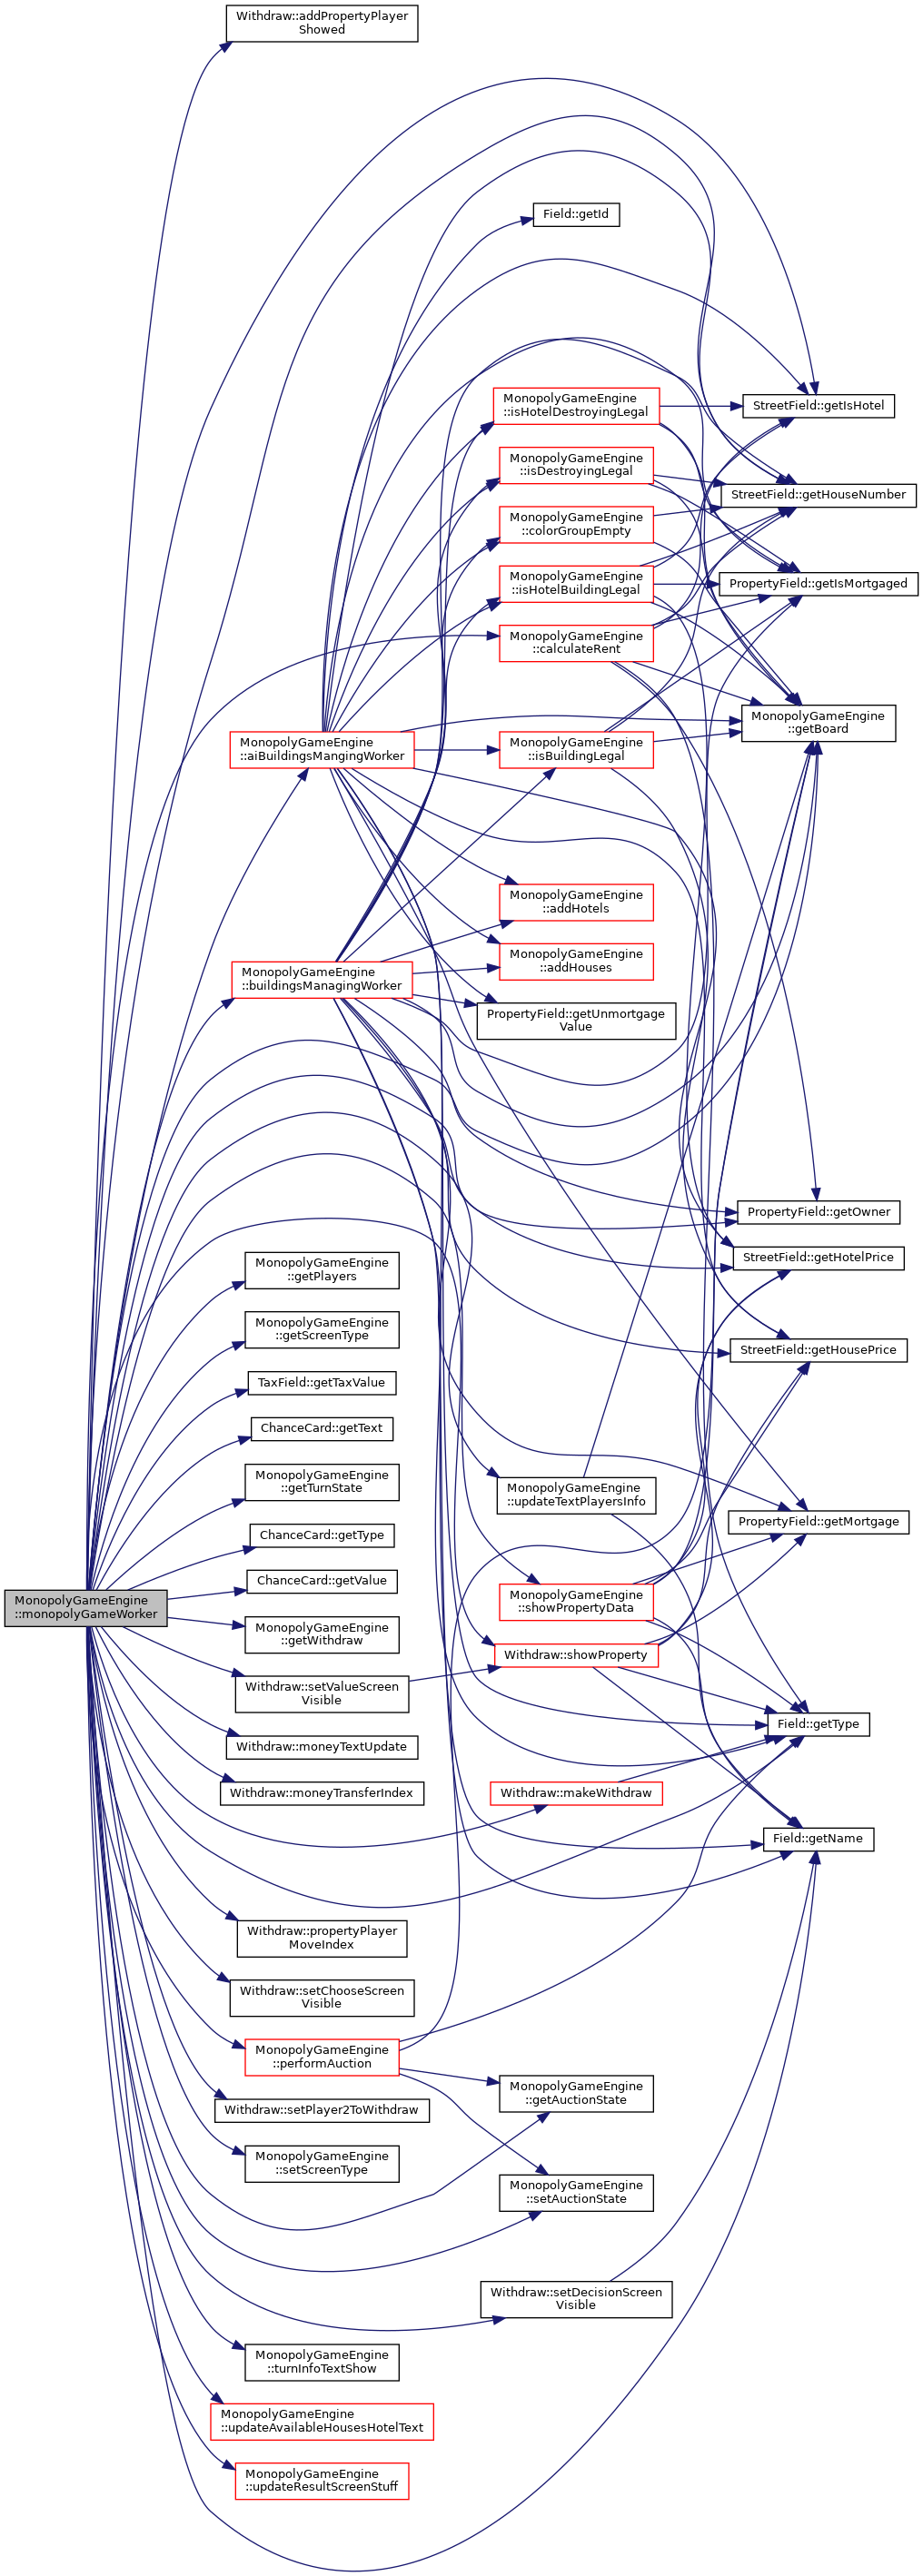 Withdraw::addPropertyPlayer
Showed
Field::getId
MonopolyGameEngine
::isHotelDestroyingLegal
StreetField::getIsHotel
MonopolyGameEngine
::isDestroyingLegal
StreetField::getHouseNumber
MonopolyGameEngine
::colorGroupEmpty
MonopolyGameEngine
::isHotelBuildingLegal
PropertyField::getIsMortgaged
MonopolyGameEngine
::calculateRent
MonopolyGameEngine
::getBoard
MonopolyGameEngine
::aiBuildingsMangingWorker
MonopolyGameEngine
::isBuildingLegal
MonopolyGameEngine
::addHotels
MonopolyGameEngine
::addHouses
MonopolyGameEngine
::buildingsManagingWorker
PropertyField::getUnmortgage
Value
PropertyField::getOwner
StreetField::getHotelPrice
MonopolyGameEngine
::getPlayers
MonopolyGameEngine
::getScreenType
StreetField::getHousePrice
TaxField::getTaxValue
ChanceCard::getText
MonopolyGameEngine
::getTurnState
MonopolyGameEngine
::updateTextPlayersInfo
PropertyField::getMortgage
ChanceCard::getType
ChanceCard::getValue
MonopolyGameEngine
::monopolyGameWorker
MonopolyGameEngine
::showPropertyData
MonopolyGameEngine
::getWithdraw
Withdraw::showProperty
Withdraw::setValueScreen
Visible
Field::getType
Withdraw::moneyTextUpdate
Withdraw::moneyTransferIndex
Withdraw::makeWithdraw
Field::getName
Withdraw::propertyPlayer
MoveIndex
Withdraw::setChooseScreen
Visible
MonopolyGameEngine
::performAuction
MonopolyGameEngine
::getAuctionState
Withdraw::setPlayer2ToWithdraw
MonopolyGameEngine
::setScreenType
MonopolyGameEngine
::setAuctionState
Withdraw::setDecisionScreen
Visible
MonopolyGameEngine
::turnInfoTextShow
MonopolyGameEngine
::updateAvailableHousesHotelText
MonopolyGameEngine
::updateResultScreenStuff